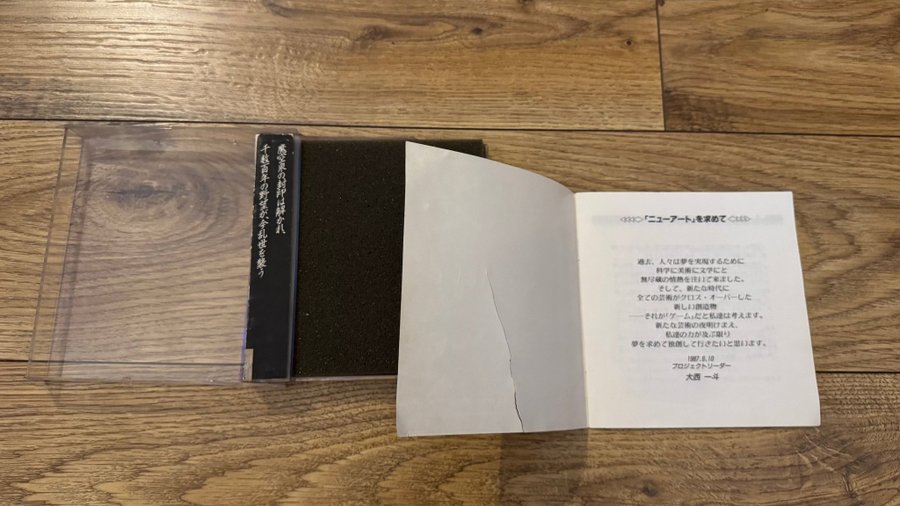 魔空衆の封印は解かれ、
千数百年の野望が、今乱世を襲う
「ニューアート」を求めて
過去、人々は夢を実現するために
科学に美術に文学にと
無尽蔵の情熱を注いで来ました。
そして、新たな時代に
全ての芸術がクロス・オーバーした
新しい創造物
――それが「ゲーム」だと私達は考えます。
新たな芸術の夜明けまえ、
私達の力が及ぶ限り
夢を求めて独創して行きたいと思います。
1987.8.10
プロジェクトリーダー
大西 一斗